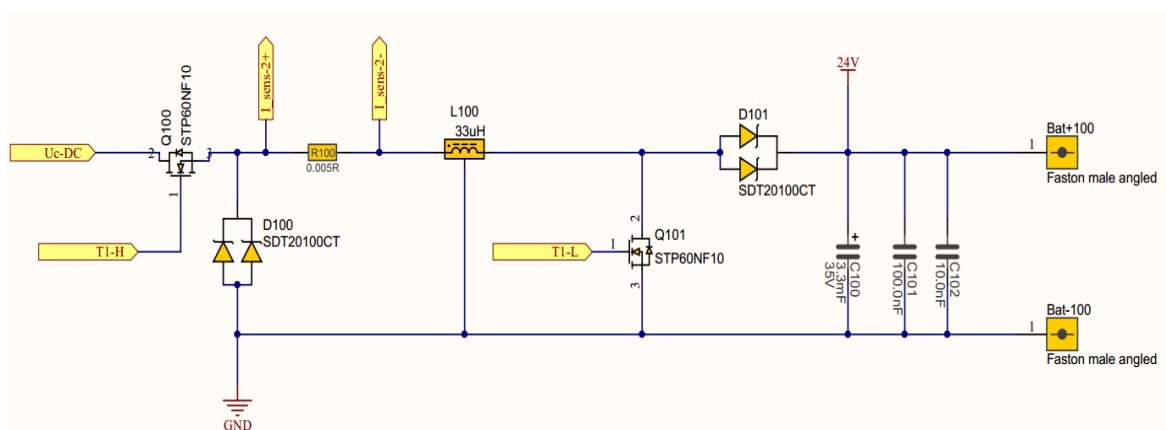 I_sens-2+
I_sens-2-
24V
Q100
STP60NF10
L100
33uH
D101
Bat+100
Uc-DC
2
3
R100
0.005R
1
Faston male angled
1
SDT20100CT
D100
SDT20100CT
T1-H
T1-L
1
2
Q101
STP60NF10
3
+
C100
3.3mF
35V
C101
100.0nF
C102
10.0nF
Bat-100
1
Faston male angled
GND